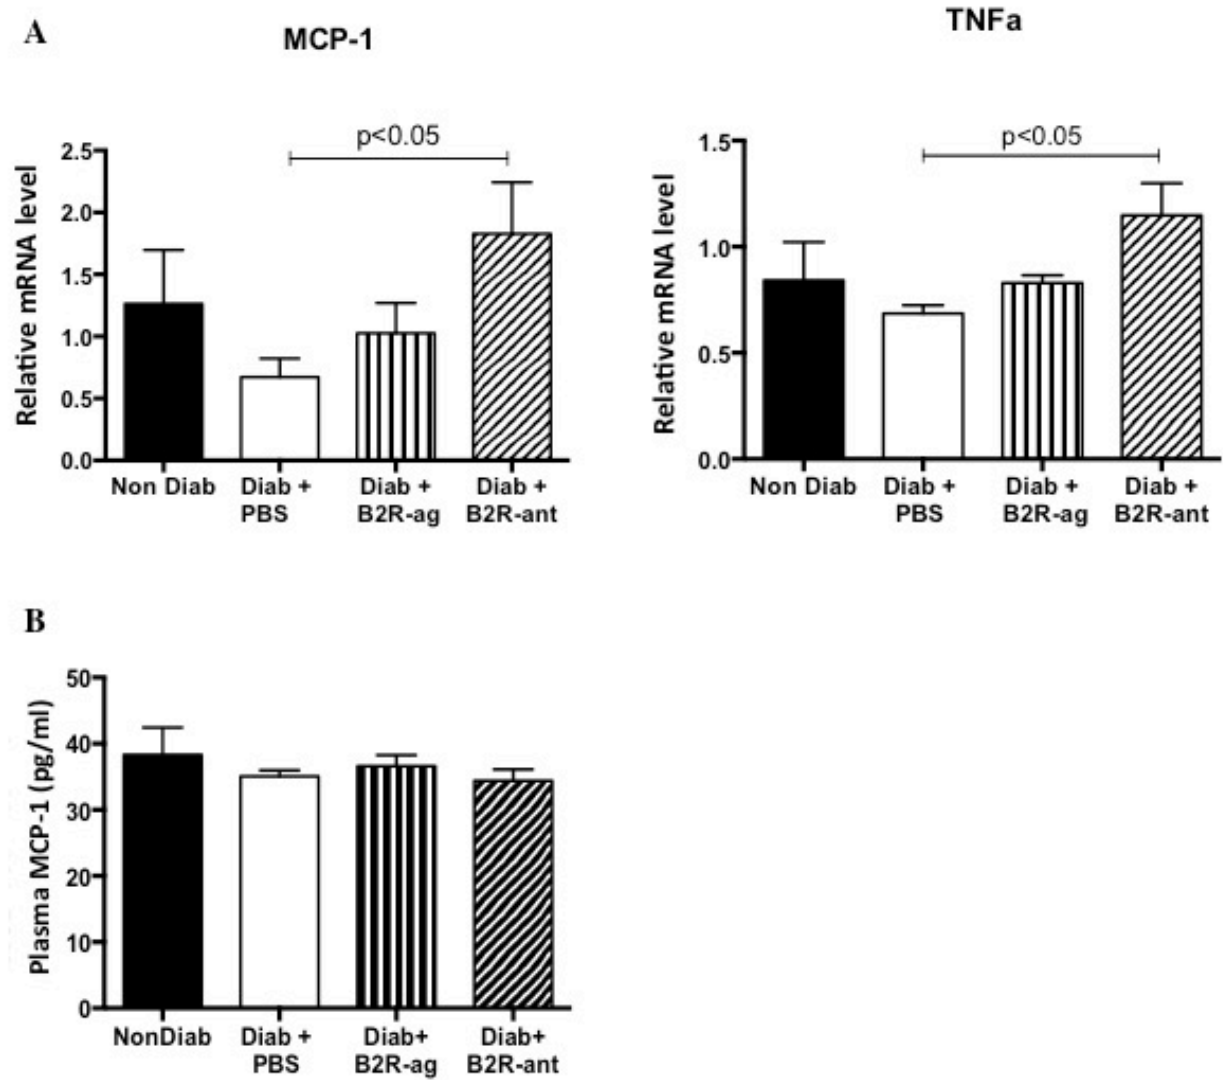 A
MCP-1
TNFa
p<0.05
Relative mRNA level
2.5
2.0
1.5
1.0
0.5
0.0
Non Diab
Diab +
PBS
Diab +
B2R-ag
Diab +
B2R-ant
p<0.05
Relative mRNA level
1.5
1.0
0.5
0.0
Non Diab
Diab +
PBS
Diab +
B2R-ag
Diab +
B2R-ant
B
Plasma MCP-1 (pg/ml)
50
40
30
20
10
0
NonDiab
Diab +
PBS
Diab+
B2R-ag
Diab+
B2R-ant